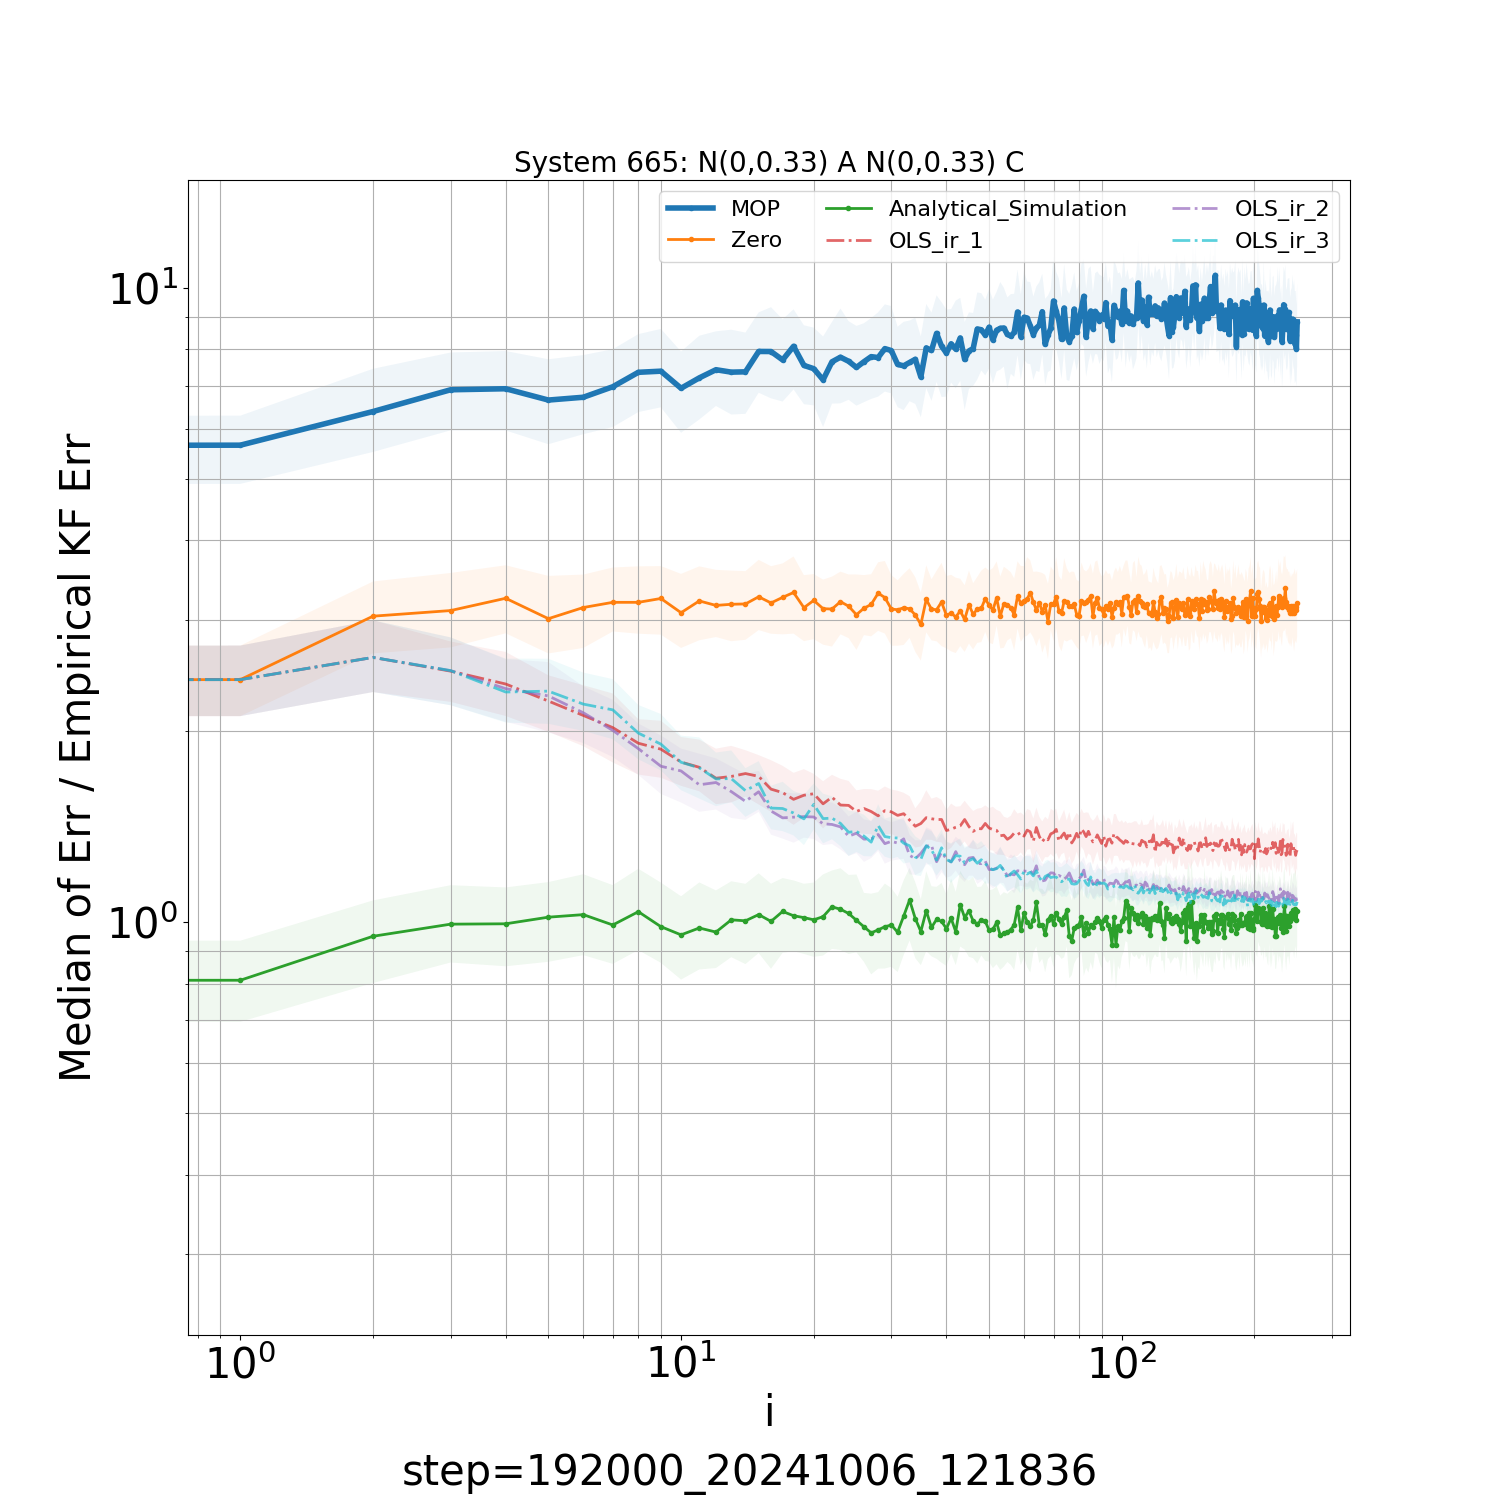 System 665: N(0,0.33) A N(0,0.33) C
MOP
Zero
Analytical_Simulation
OLS_ir_1
OLS_ir_2
OLS_ir_3
Median of Err / Empirical KF Err
10¹
10⁰
10⁰ 10¹ 10²
i
step=192000_20241006_121836